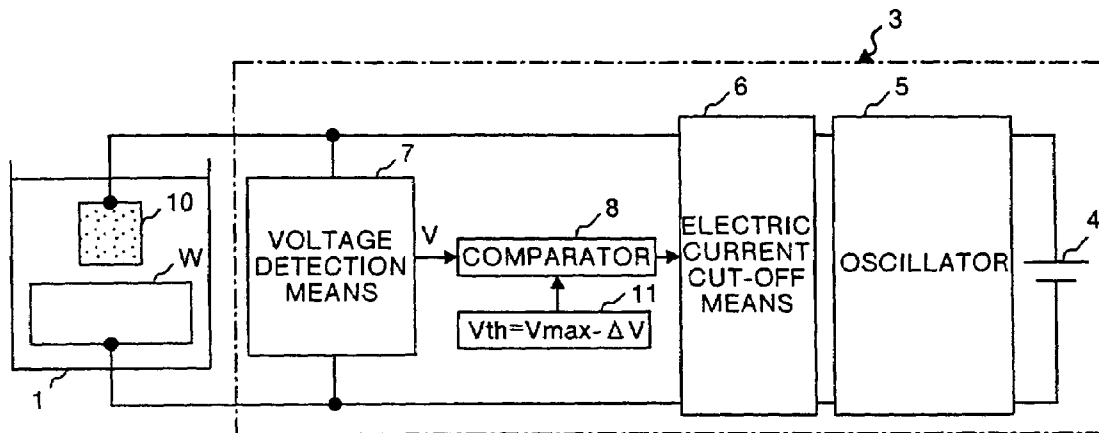 3
6
5
7
10
VOLTAGE
DETECTION
MEANS
V
8
COMPARATOR
ELECTRIC
CURRENT
CUT-OFF
MEANS
OSCILLATOR
4
W
11
Vth=Vmax-ΔV
1